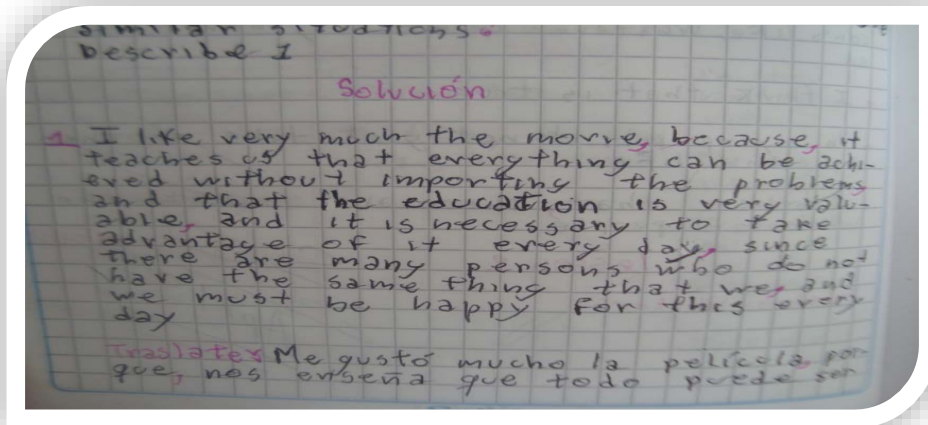 similar situations.
Describe I
Solución
1 I like very much the movie, because, it
teaches us that everything can be achi-
eved without importing the problems
and that the education is very valu-
able, and it is necessary to take
advantage of it every day, since
there are many persons who do not
have the same thing that we, and
we must be happy for this every
day
Traslater Me gustó mucho la película, por-
que, nos enseña que todo puede ser